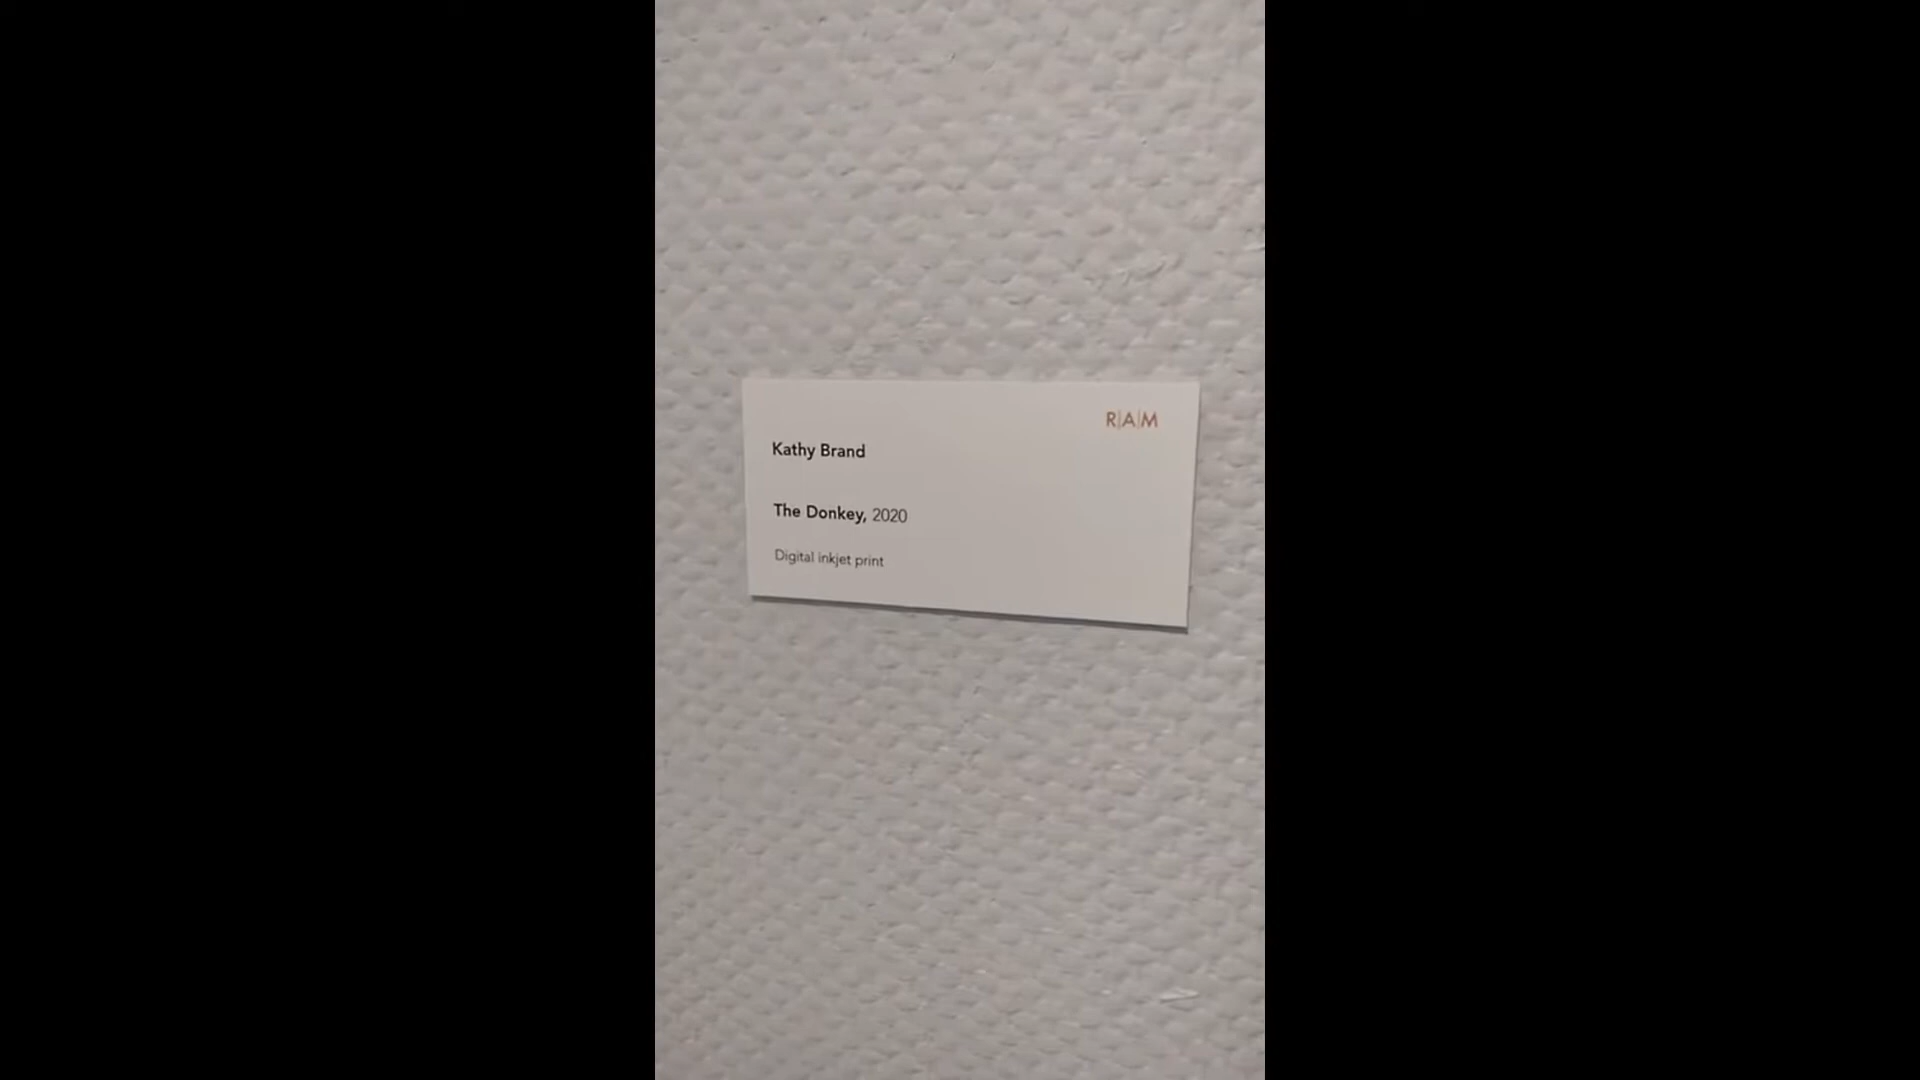 R|A|M
Kathy Brand
The Donkey, 2020
Digital inkjet print